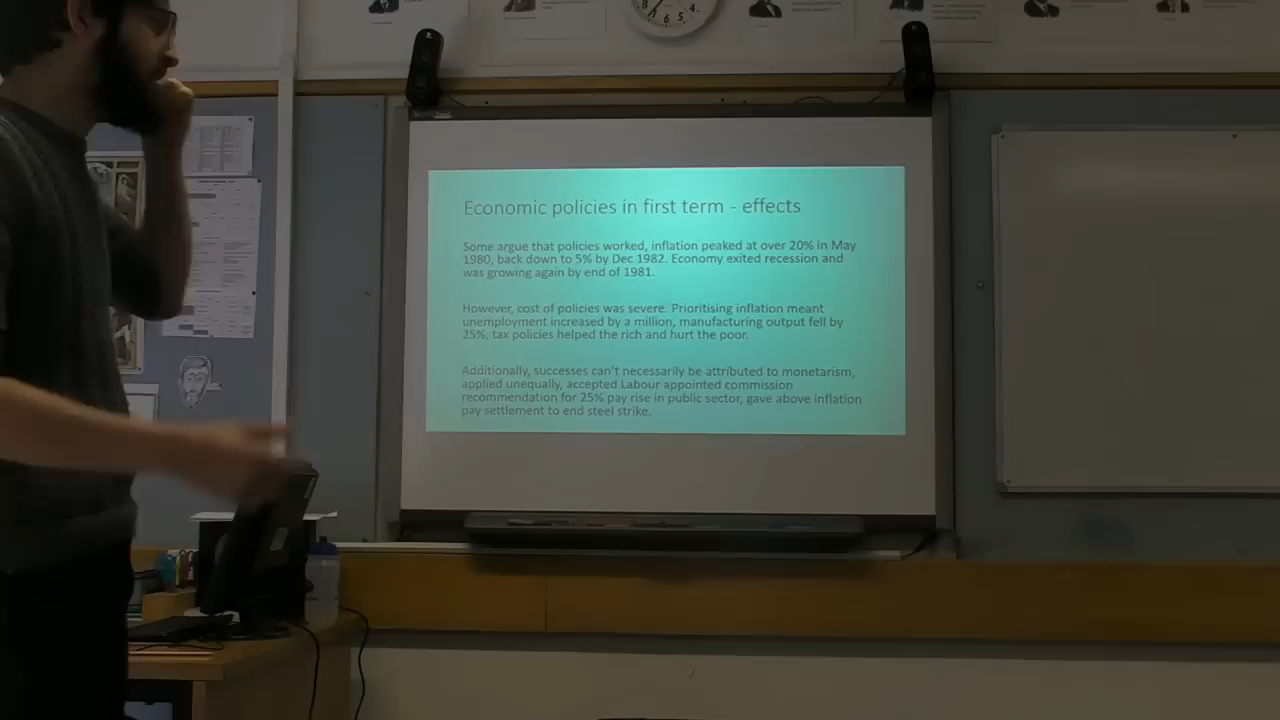 8 7 6 5 4
Economic policies in first term - effects
Some argue that policies worked, inflation peaked at over 20% in May
1980, back down to 5% by Dec 1982. Economy exited recession and
was growing again by end of 1981.
However, cost of policies was severe. Prioritising inflation meant
unemployment increased by a million, manufacturing output fell by
25%, tax policies helped the rich and hurt the poor.
Additionally, successes can't necessarily be attributed to monetarism,
applied unequally, accepted Labour appointed commission
recommendation for 25% pay rise in public sector, gave above inflation
pay settlement to end steel strike.